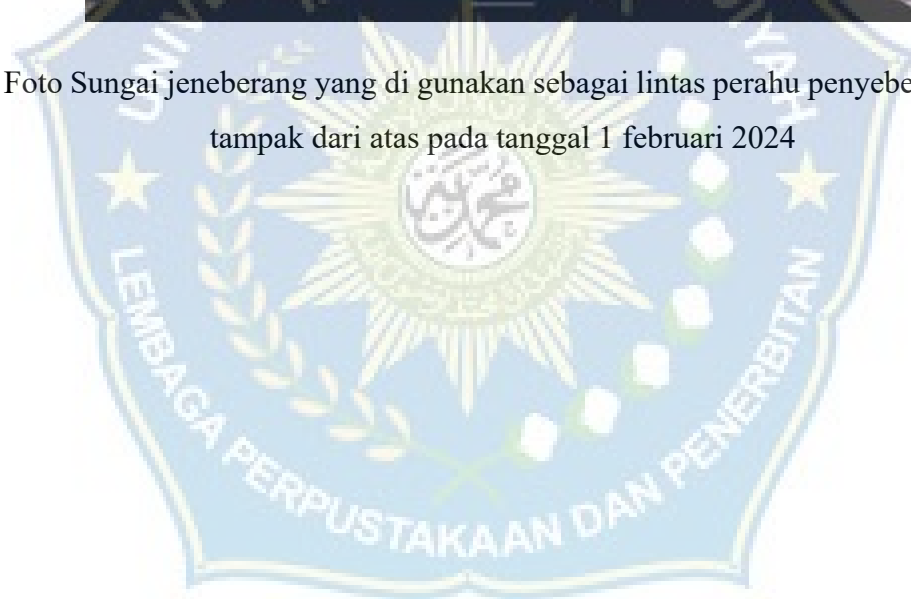 Foto Sungai jeneberang yang di gunakan sebagai lintas perahu
tampak dari atas pada tanggal 1 februari 2024
محمد
LEMBAGA PERPUSTAKAAN DAN PENERBITAN